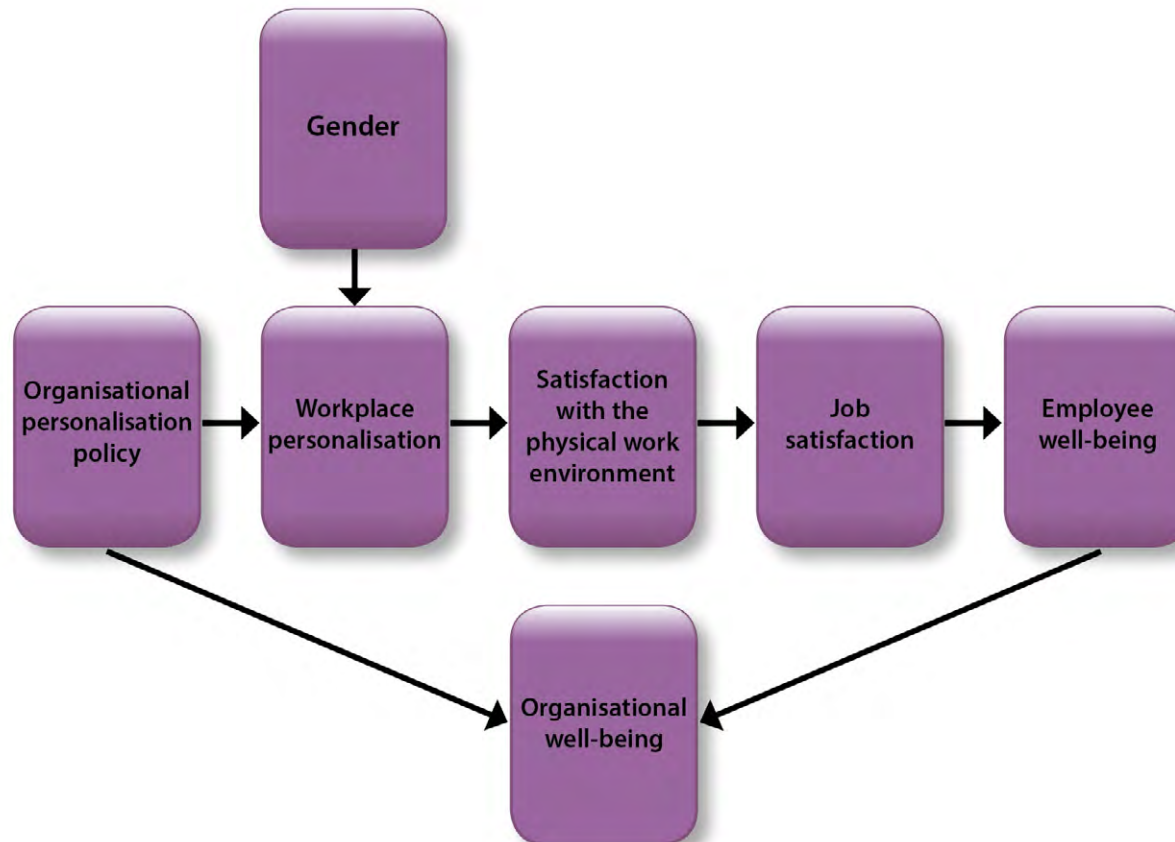 Gender
Organisational
personalisation
policy
Workplace
personalisation
Satisfaction
with the
physical work
environment
Job
satisfaction
Employee
well-being
Organisational
well-being